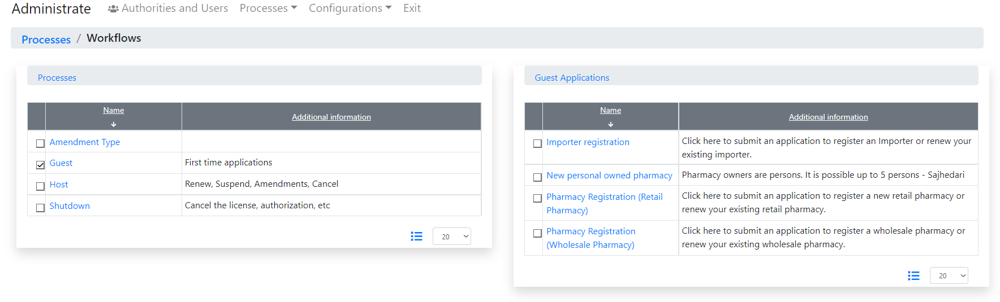 Administrate
Authorities and Users
Processes
Configurations
Exit
Processes / Workflows
Processes
Name
Additional information
Amendment Type
Guest
First time applications
Host
Renew, Suspend, Amendments, Cancel
Shutdown
Cancel the license, authorization, etc
20
Guest Applications
Name
Additional information
Importer registration
Click here to submit an application to register an Importer or renew your
existing importer.
New personal owned pharmacy
Pharmacy owners are persons. It is possible up to 5 persons - Sajhedari
Pharmacy Registration (Retail
Pharmacy)
Click here to submit an application to register a new retail pharmacy or
renew your existing retail pharmacy.
Pharmacy Registration
(Wholesale Pharmacy)
Click here to submit an application to register a wholesale pharmacy or
renew your existing wholesale pharmacy.
20